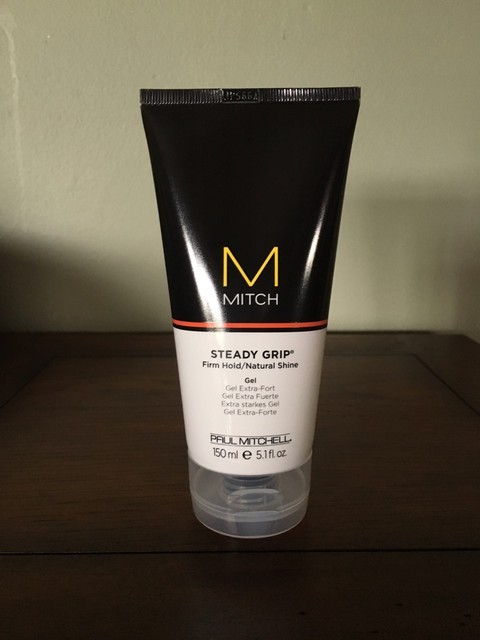 M
MITCH
STEADY GRIP®
Firm Hold/Natural Shine
Gel
Gel Extra-Fort
Gel Extra Fuerte
Extra starkes Gel
Gel Extra-Forte
PAUL MITCHELL®
150 ml ℮ 5.1 fl. oz.